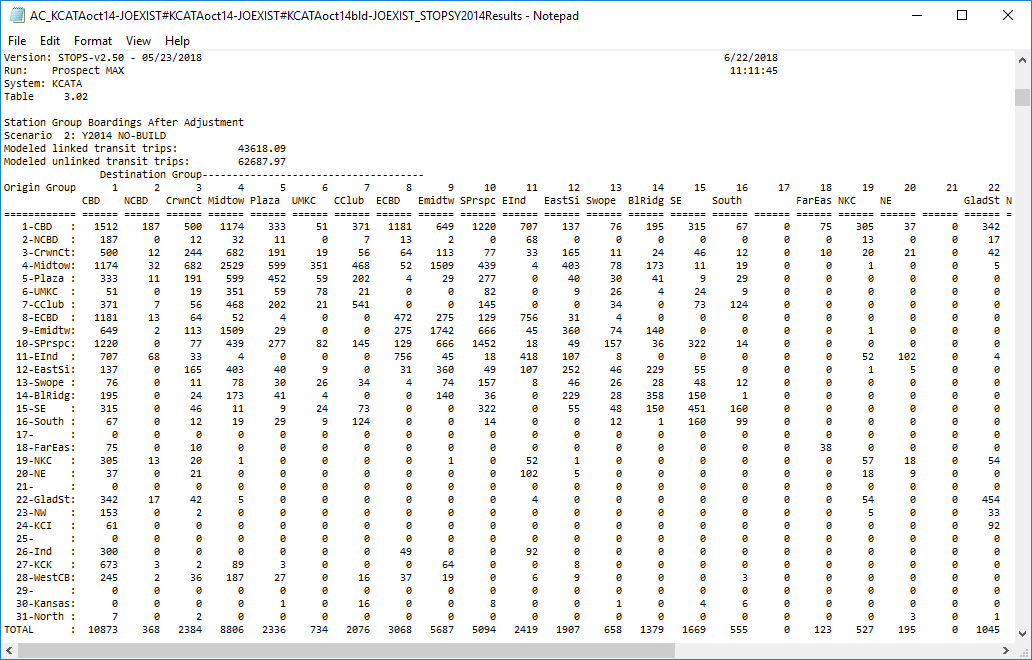 AC_KCATAoct14-JOEXIST#KCATAoct14-JOEXIST#KCATAoct14bld-JOEXIST_STOPSY2014Results - Notepad
File Edit Format View Help
Version: STOPS-v2.50 - 05/23/2018 6/22/2018
Run: Prospect MAX 11:11:45
System: KCATA
Table 3.02
Station Group Boardings After Adjustment
Scenario 2: Y2014 NO-BUILD
Modeled linked transit trips: 43618.09
Modeled unlinked transit trips: 62687.97
Destination Group-----------------------------------
Origin Group 1 2 3 4 5 6 7 8 9 10 11 12 13 14 15 16 17 18 19 20 21 22
CBD NCBD CrwnCt Midtow Plaza UMKC CClub ECBD Emidtw SPrspc EInd EastSi Swope BlRidg SE South FarEas NKC NE GladSt N
============ ====== ====== ====== ====== ====== ====== ====== ====== ====== ====== ====== ====== ====== ====== ====== ====== ====== ====== ====== ====== ====== ====== =
1-CBD : 1512 187 500 1174 333 51 371 1181 649 1220 707 137 76 195 315 67 0 75 305 37 0 342
2-NCBD : 187 0 12 32 11 0 7 13 2 0 68 0 0 0 0 0 0 0 13 0 0 17
3-CrwnCt: 500 12 244 682 191 19 56 64 113 77 33 165 11 24 46 12 0 10 20 21 0 42
4-Midtow: 1174 32 682 2529 599 351 468 52 1509 439 4 403 78 173 11 19 0 0 1 0 0 5
5-Plaza : 333 11 191 599 452 59 202 4 29 277 0 40 30 41 9 29 0 0 0 0 0 0
6-UMKC : 51 0 19 351 59 78 21 0 0 82 0 9 26 4 24 9 0 0 0 0 0 0
7-CClub : 371 7 56 468 202 21 541 0 0 145 0 0 34 0 73 124 0 0 0 0 0 0
8-ECBD : 1181 13 64 52 4 0 0 472 275 129 756 31 4 0 0 0 0 0 0 0 0 0
9-Emidtw: 649 2 113 1509 29 0 0 275 1742 666 45 360 74 140 0 0 0 0 1 0 0 0
10-SPrspc: 1220 0 77 439 277 82 145 129 666 1452 18 49 157 36 322 14 0 0 0 0 0 0
11-EInd : 707 68 33 4 0 0 0 756 45 18 418 107 8 0 0 0 0 0 52 102 0 4
12-EastSi: 137 0 165 403 40 9 0 31 360 49 107 252 46 229 55 0 0 0 1 5 0 0
13-Swope : 76 0 11 78 30 26 34 4 74 157 8 46 26 28 48 12 0 0 0 0 0 0
14-BlRidg: 195 0 24 173 41 4 0 0 140 36 0 229 28 358 150 1 0 0 0 0 0 0
15-SE : 315 0 46 11 9 24 73 0 0 322 0 55 48 150 451 160 0 0 0 0 0 0
16-South : 67 0 12 19 29 9 124 0 0 14 0 0 12 1 160 99 0 0 0 0 0 0
17- : 0 0 0 0 0 0 0 0 0 0 0 0 0 0 0 0 0 0 0 0 0 0
18-FarEas: 75 0 10 0 0 0 0 0 0 0 0 0 0 0 0 0 0 38 0 0 0 0
19-NKC : 305 13 20 1 0 0 0 0 1 0 52 1 0 0 0 0 0 0 57 18 0 54
20-NE : 37 0 21 0 0 0 0 0 0 0 102 5 0 0 0 0 0 0 18 9 0 0
21- : 0 0 0 0 0 0 0 0 0 0 0 0 0 0 0 0 0 0 0 0 0 0
22-GladSt: 342 17 42 5 0 0 0 0 0 0 4 0 0 0 0 0 0 0 54 0 0 454
23-NW : 153 0 2 0 0 0 0 0 0 0 0 0 0 0 0 0 0 0 5 0 0 33
24-KCI : 61 0 0 0 0 0 0 0 0 0 0 0 0 0 0 0 0 0 0 0 0 92
25- : 0 0 0 0 0 0 0 0 0 0 0 0 0 0 0 0 0 0 0 0 0 0
26-Ind : 300 0 0 0 0 0 0 49 0 0 92 0 0 0 0 0 0 0 0 0 0 0
27-KCK : 673 3 2 89 3 0 0 0 64 0 0 8 0 0 0 0 0 0 0 0 0 0
28-WestCB: 245 2 36 187 27 0 16 37 19 0 6 9 0 0 0 3 0 0 0 0 0 0
29- : 0 0 0 0 0 0 0 0 0 0 0 0 0 0 0 0 0 0 0 0 0 0
30-Kansas: 0 0 0 0 1 0 16 0 0 8 0 0 1 0 4 6 0 0 0 0 0 0
31-North : 7 0 2 0 0 0 0 0 0 0 0 0 0 0 0 0 0 0 0 3 0 1
TOTAL : 10873 368 2384 8806 2336 734 2076 3068 5687 5094 2419 1907 658 1379 1669 555 0 123 527 195 0 1045